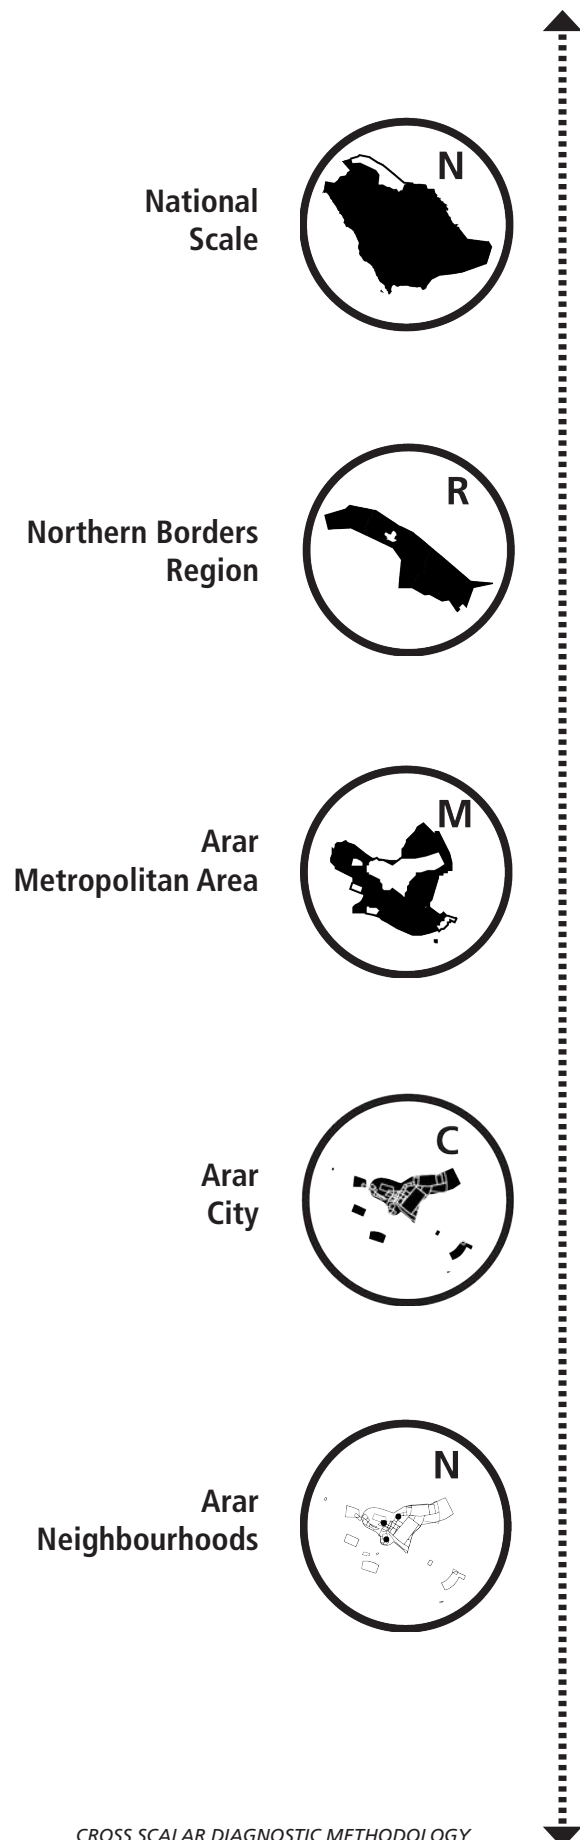 N
National
Scale
R
Northern Borders
Region
M
Arar
Metropolitan Area
C
Arar
City
N
Arar
Neighbourhoods
CROSS SCALAR DIAGNOSTIC METHODOLOGY